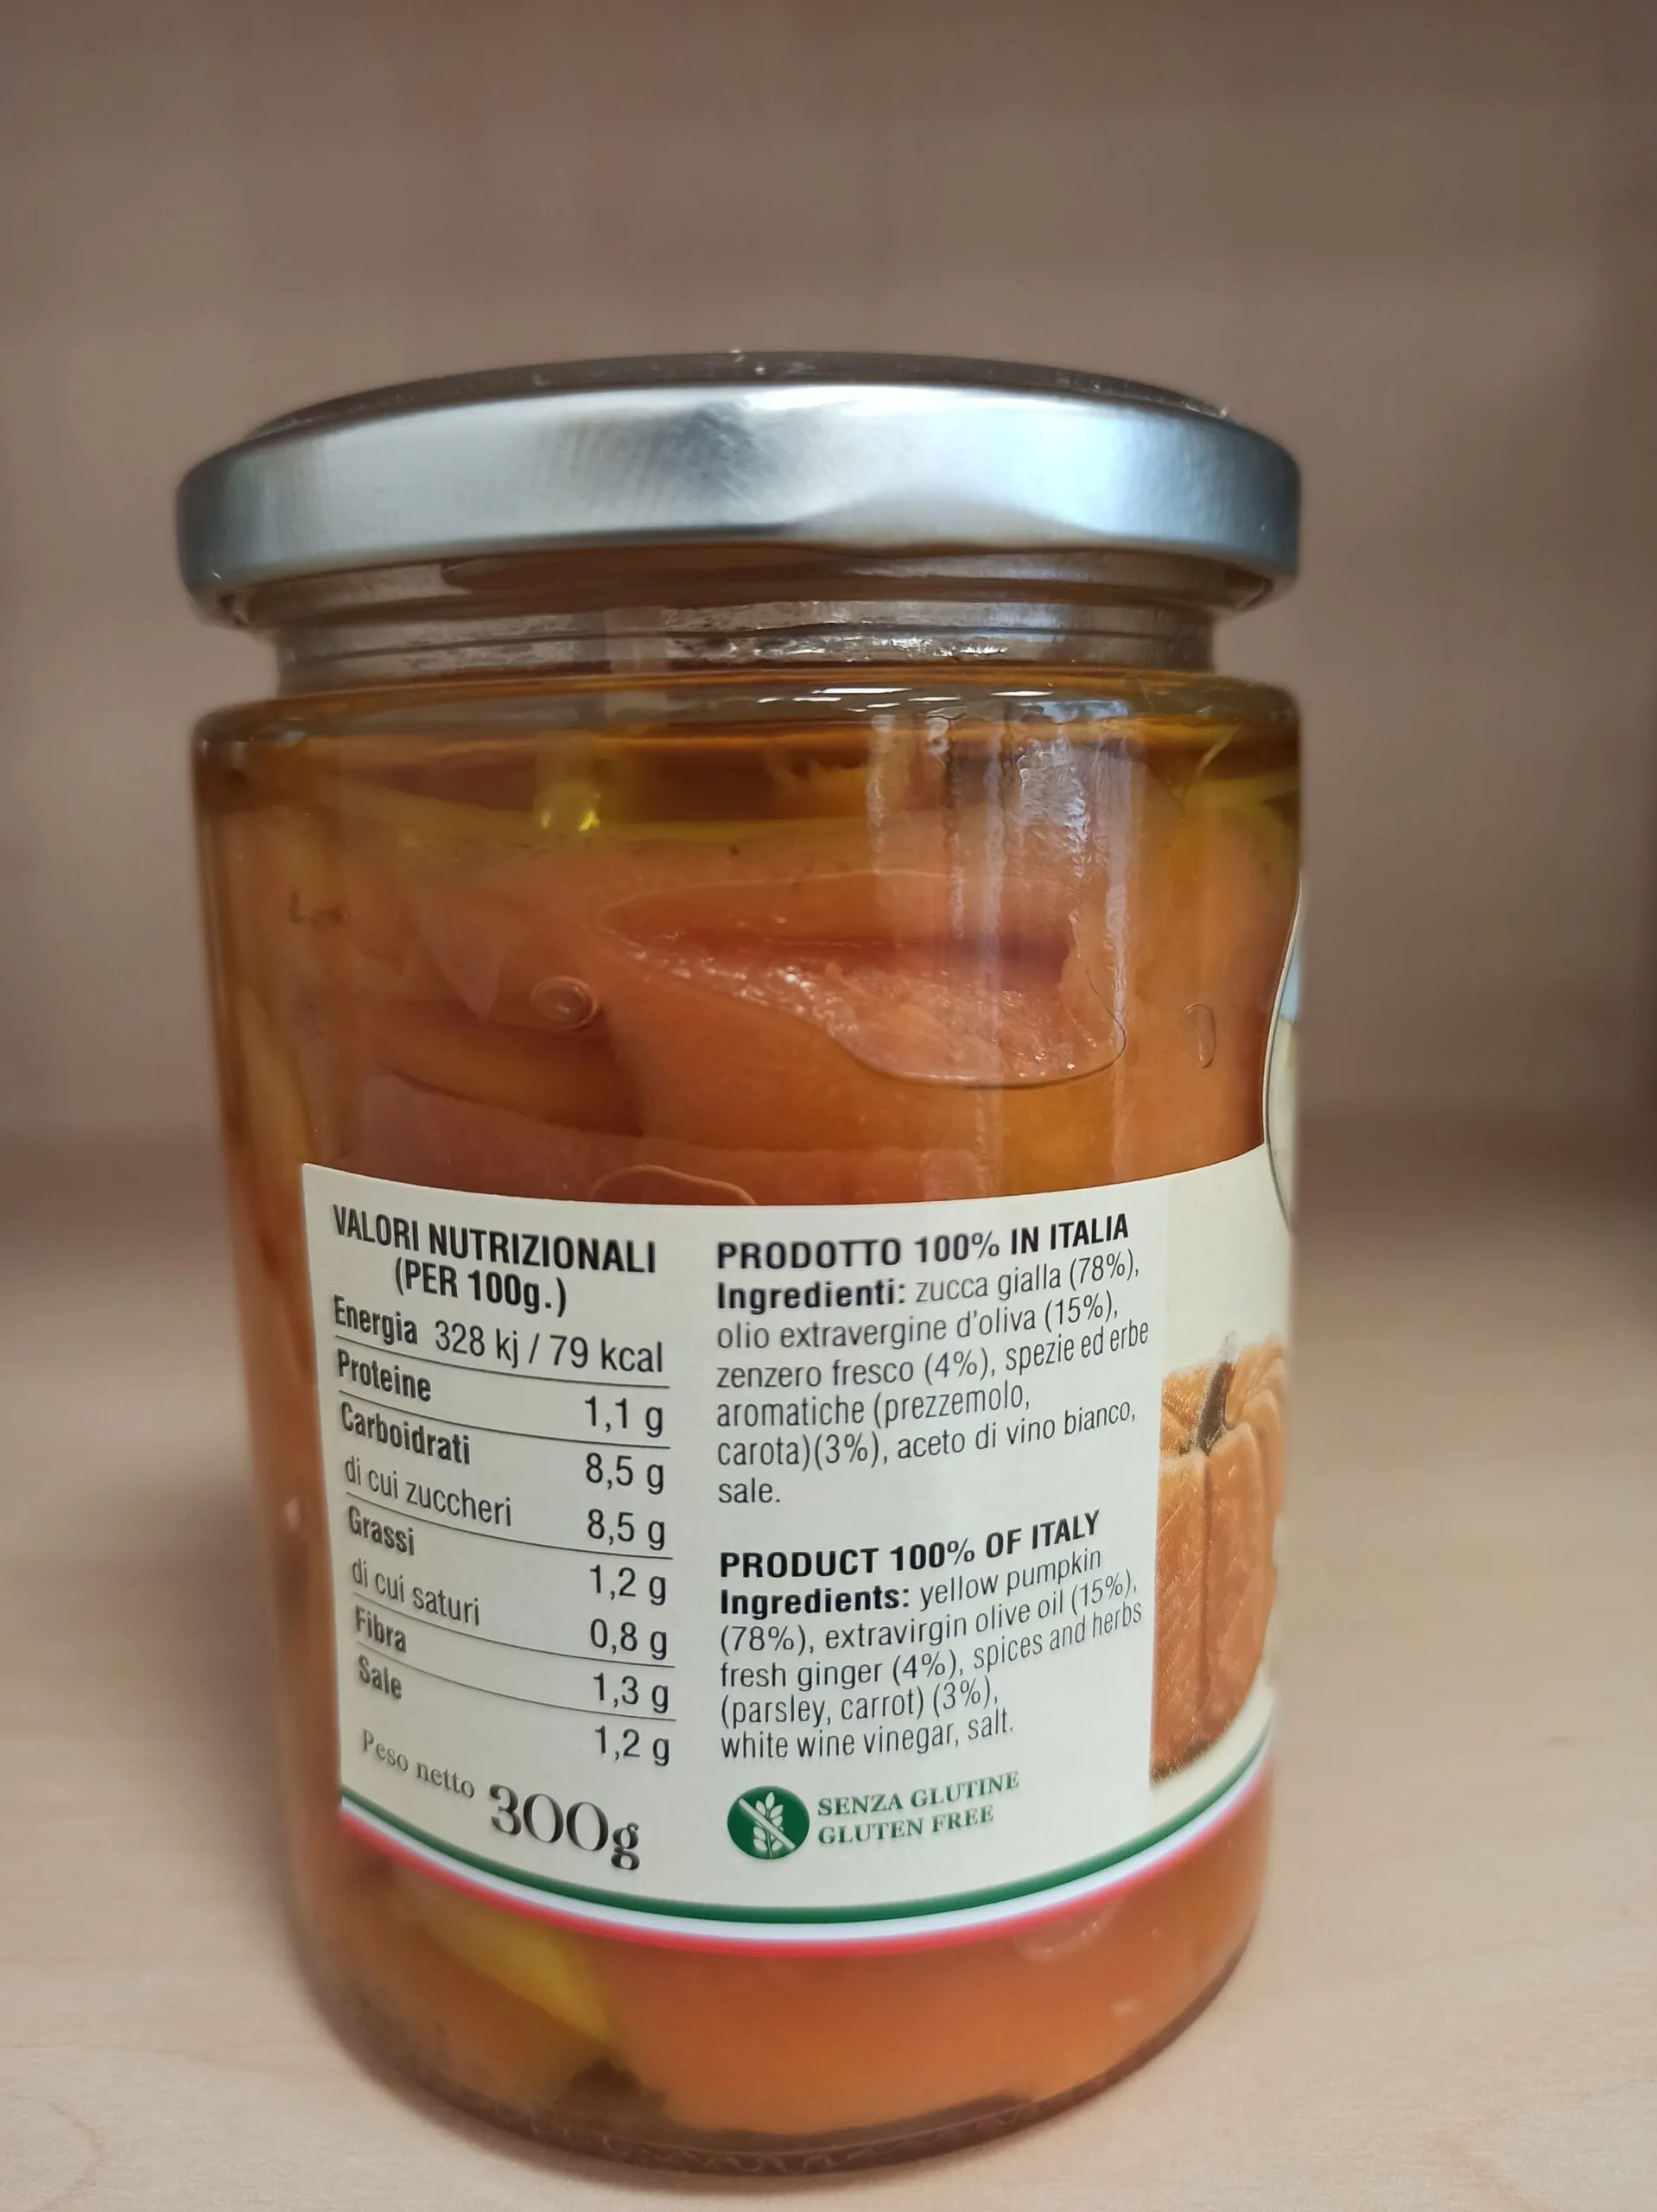 VALORI NUTRIZIONALI
(PER 100g.)
Energia 328 kj / 79 kcal
Proteine 1,1 g
Carboidrati 8,5 g
di cui zuccheri 8,5 g
Grassi 1,2 g
di cui saturi 0,8 g
Fibra 1,3 g
Sale 1,2 g
Peso netto 300g
PRODOTTO 100% IN ITALIA
Ingredienti: zucca gialla (78%),
olio extravergine d'oliva (15%),
zenzero fresco (4%), spezie ed erbe
aromatiche (prezzemolo,
carota)(3%), aceto di vino bianco,
sale.
PRODUCT 100% OF ITALY
Ingredients: yellow pumpkin
(78%), extravirgin olive oil (15%),
fresh ginger (4%), spices and herbs
(parsley, carrot) (3%),
white wine vinegar, salt.
SENZA GLUTINE
GLUTEN FREE